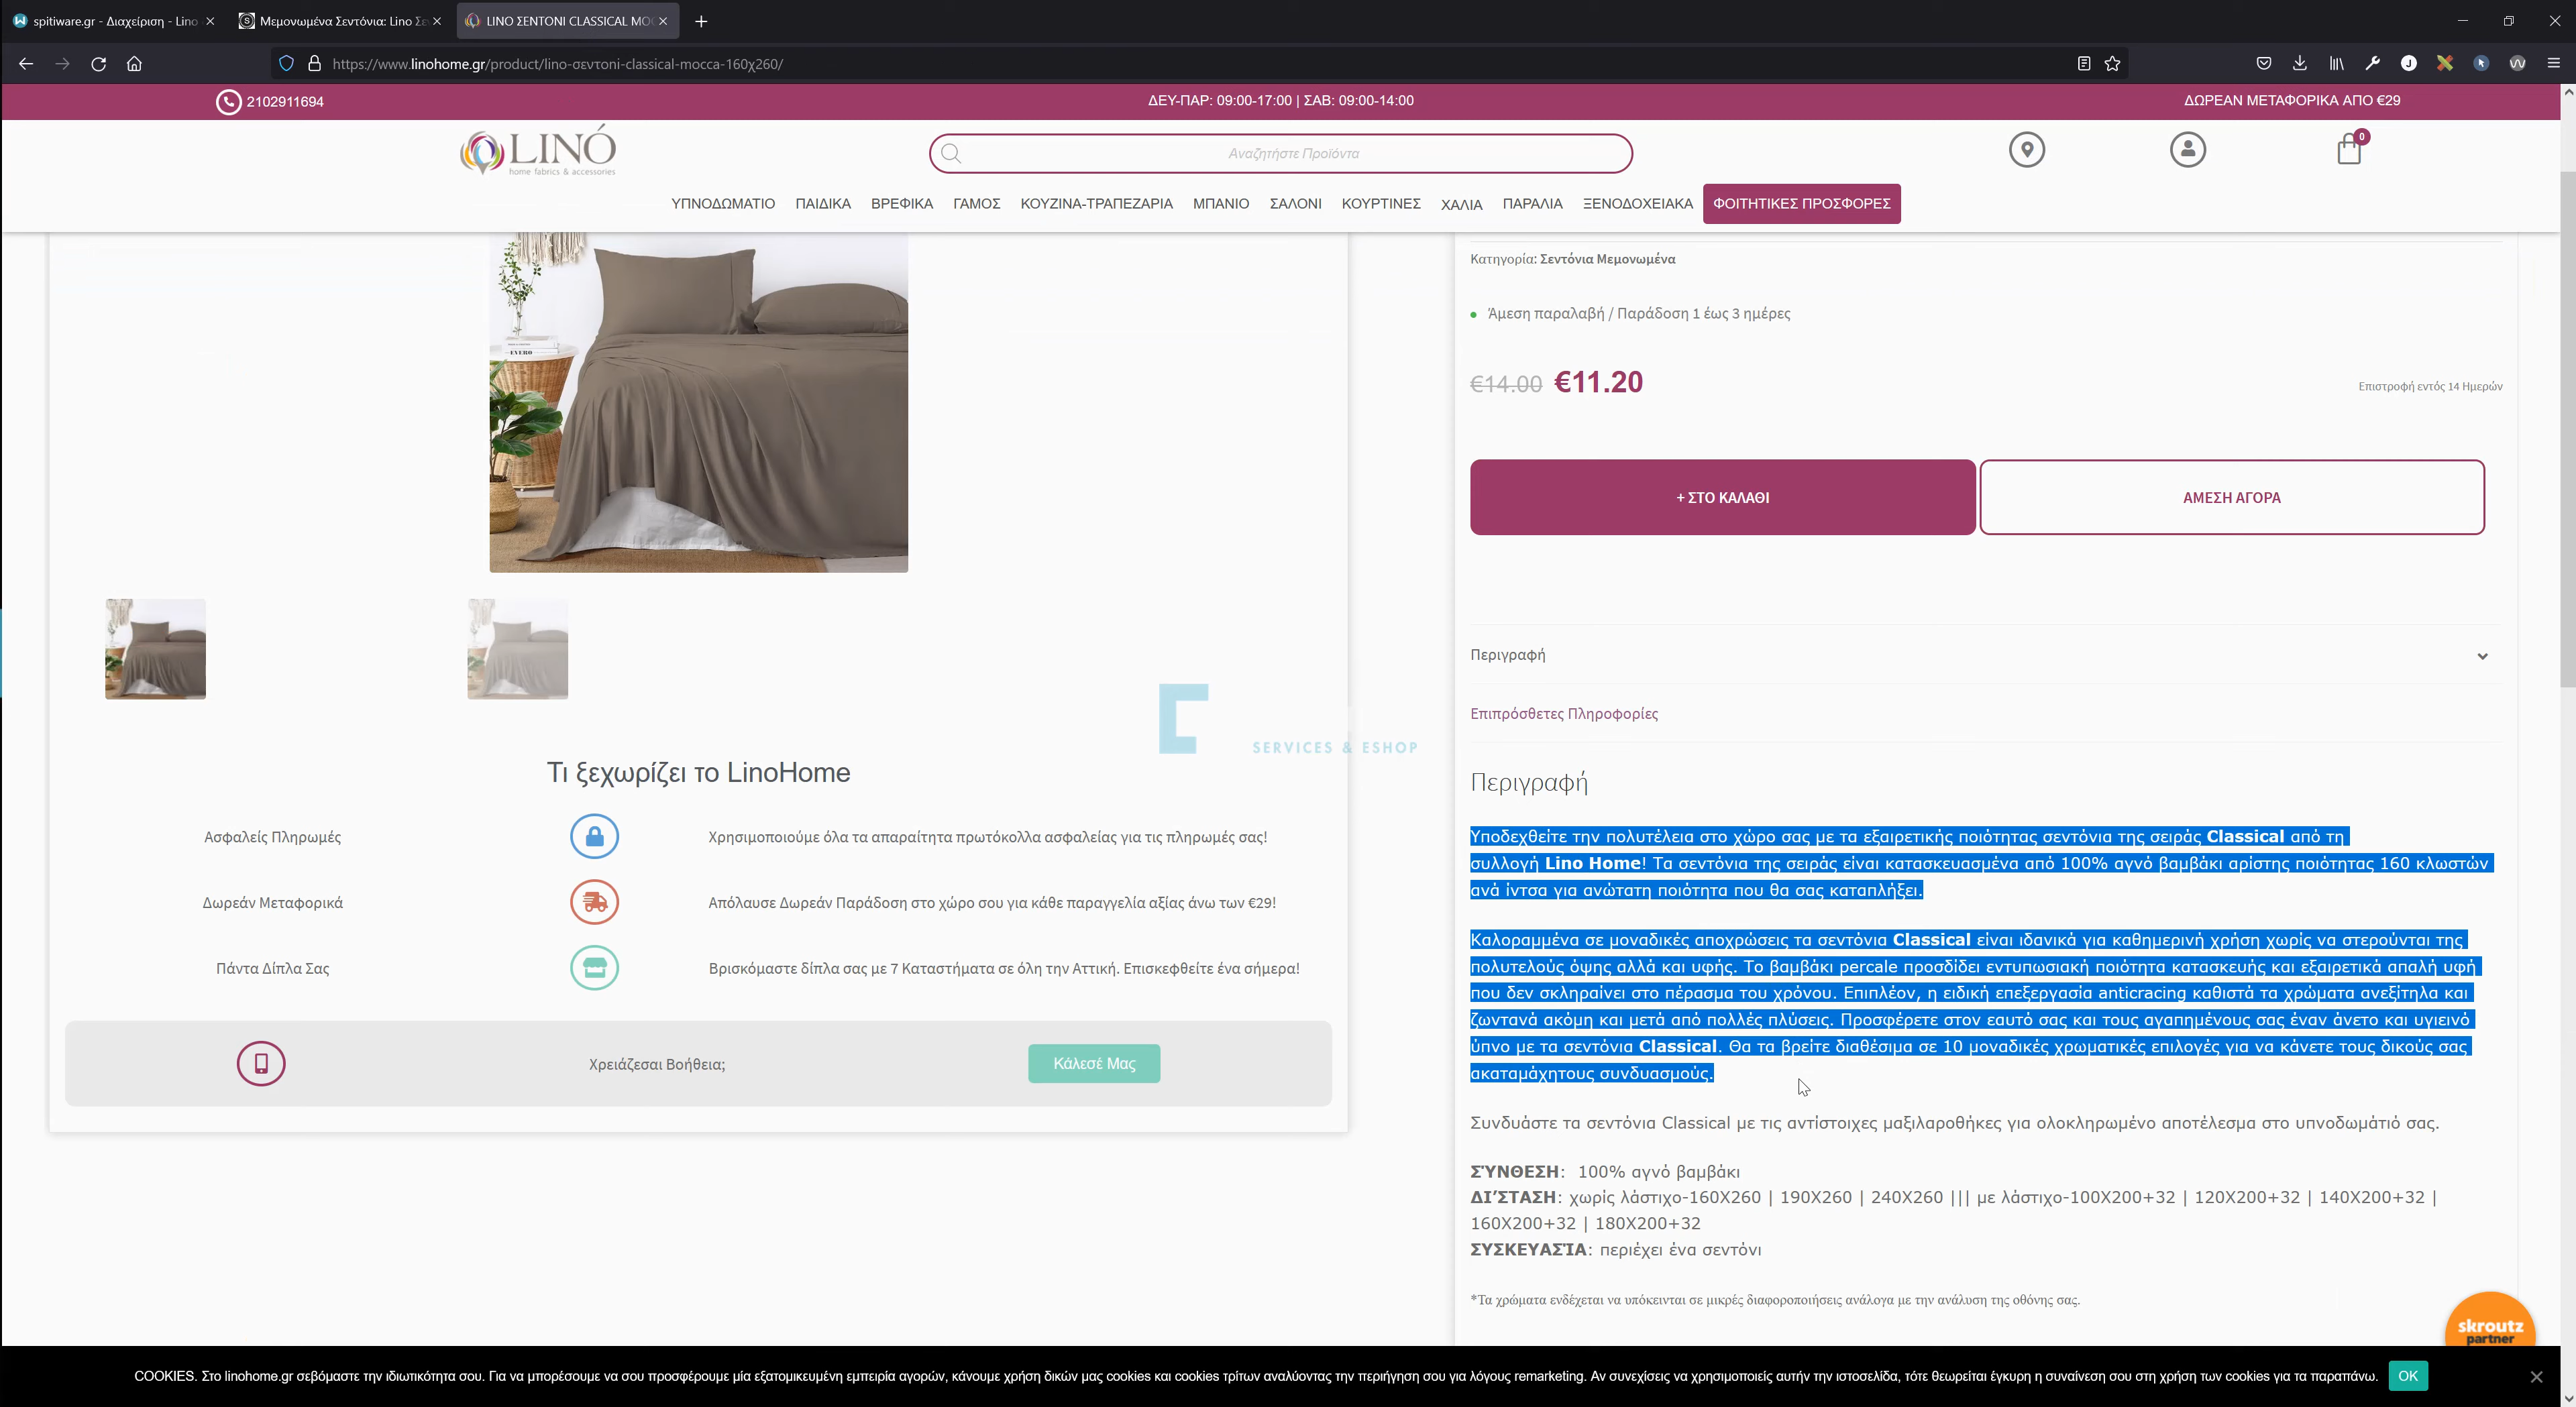 spitiware.gr - Διαχείριση - Lino
Μεμονωμένα Σεντόνια: Lino Σε
LINO ΣΕΝΤΟΝΙ CLASSICAL MO
https://www.linohome.gr/product/lino-σεντονι-classical-mocca-160χ260/
2102911694
ΔΕΥ-ΠΑΡ: 09:00-17:00 | ΣΑΒ: 09:00-14:00
ΔΩΡΕΑΝ ΜΕΤΑΦΟΡΙΚΑ ΑΠΟ €29
LINÓ
home fabrics & accessories
Αναζητήστε Προϊόντα
0
ΥΠΝΟΔΩΜΑΤΙΟ ΠΑΙΔΙΚΑ ΒΡΕΦΙΚΑ ΓΑΜΟΣ ΚΟΥΖΙΝΑ-ΤΡΑΠΕΖΑΡΙΑ ΜΠΑΝΙΟ ΣΑΛΟΝΙ ΚΟΥΡΤΙΝΕΣ ΧΑΛΙΑ ΠΑΡΑΛΙΑ ΞΕΝΟΔΟΧΕΙΑΚΑ ΦΟΙΤΗΤΙΚΕΣ ΠΡΟΣΦΟΡΕΣ
Κατηγορία: Σεντόνια Μεμονωμένα
Άμεση παραλαβή / Παράδοση 1 έως 3 ημέρες
€14.00 €11.20
Επιστροφή εντός 14 Ημερών
+ ΣΤΟ ΚΑΛΑΘΙ
ΑΜΕΣΗ ΑΓΟΡΑ
Περιγραφή
Επιπρόσθετες Πληροφορίες
SERVICES & ESHOP
Τι ξεχωρίζει το LinoHome
Ασφαλείς Πληρωμές
Χρησιμοποιούμε όλα τα απαραίτητα πρωτόκολλα ασφαλείας για τις πληρωμές σας!
Δωρεάν Μεταφορικά
Απόλαυσε Δωρεάν Παράδοση στο χώρο σου για κάθε παραγγελία αξίας άνω των €29!
Πάντα Δίπλα Σας
Βρισκόμαστε δίπλα σας με 7 Καταστήματα σε όλη την Αττική. Επισκεφθείτε ένα σήμερα!
Χρειάζεσαι Βοήθεια;
Κάλεσέ Μας
Περιγραφή
Υποδεχθείτε την πολυτέλεια στο χώρο σας με τα εξαιρετικής ποιότητας σεντόνια της σειράς Classical από τη
συλλογή Lino Home! Τα σεντόνια της σειράς είναι κατασκευασμένα από 100% αγνό βαμβάκι αρίστης ποιότητας 160 κλωστών
ανά ίντσα για ανώτατη ποιότητα που θα σας καταπλήξει.
Καλοραμμένα σε μοναδικές αποχρώσεις τα σεντόνια Classical είναι ιδανικά για καθημερινή χρήση χωρίς να στερούνται της
πολυτελούς όψης αλλά και υφής. Το βαμβάκι percale προσδίδει εντυπωσιακή ποιότητα κατασκευής και εξαιρετικά απαλή υφή
που δεν σκληραίνει στο πέρασμα του χρόνου. Επιπλέον, η ειδική επεξεργασία anticracing καθιστά τα χρώματα ανεξίτηλα και
ζωντανά ακόμη και μετά από πολλές πλύσεις. Προσφέρετε στον εαυτό σας και τους αγαπημένους σας έναν άνετο και υγιεινό
ύπνο με τα σεντόνια Classical. Θα τα βρείτε διαθέσιμα σε 10 μοναδικές χρωματικές επιλογές για να κάνετε τους δικούς σας
ακαταμάχητους συνδυασμούς.
Συνδυάστε τα σεντόνια Classical με τις αντίστοιχες μαξιλαροθήκες για ολοκληρωμένο αποτέλεσμα στο υπνοδωμάτιό σας.
ΣΎΝΘΕΣΗ: 100% αγνό βαμβάκι
ΔΙΆΣΤΑΣΗ: χωρίς λάστιχο-160X260 | 190X260 | 240X260 ||| με λάστιχο-100X200+32 | 120X200+32 | 140X200+32 |
160X200+32 | 180X200+32
ΣΥΣΚΕΥΑΣΊΑ: περιέχει ένα σεντόνι
*Τα χρώματα ενδέχεται να υπόκεινται σε μικρές διαφοροποιήσεις ανάλογα με την ανάλυση της οθόνης σας.
skroutz
partner
COOKIES. Στο linohome.gr σεβόμαστε την ιδιωτικότητα σου. Για να μπορέσουμε να σου προσφέρουμε μία εξατομικευμένη εμπειρία αγορών, κάνουμε χρήση δικών μας cookies και cookies τρίτων αναλύοντας την περιήγηση σου για λόγους remarketing. Αν συνεχίσεις να χρησιμοποιείς αυτήν την ιστοσελίδα, τότε θεωρείται έγκυρη η συναίνεση σου στη χρήση των cookies για τα παραπάνω.
OK